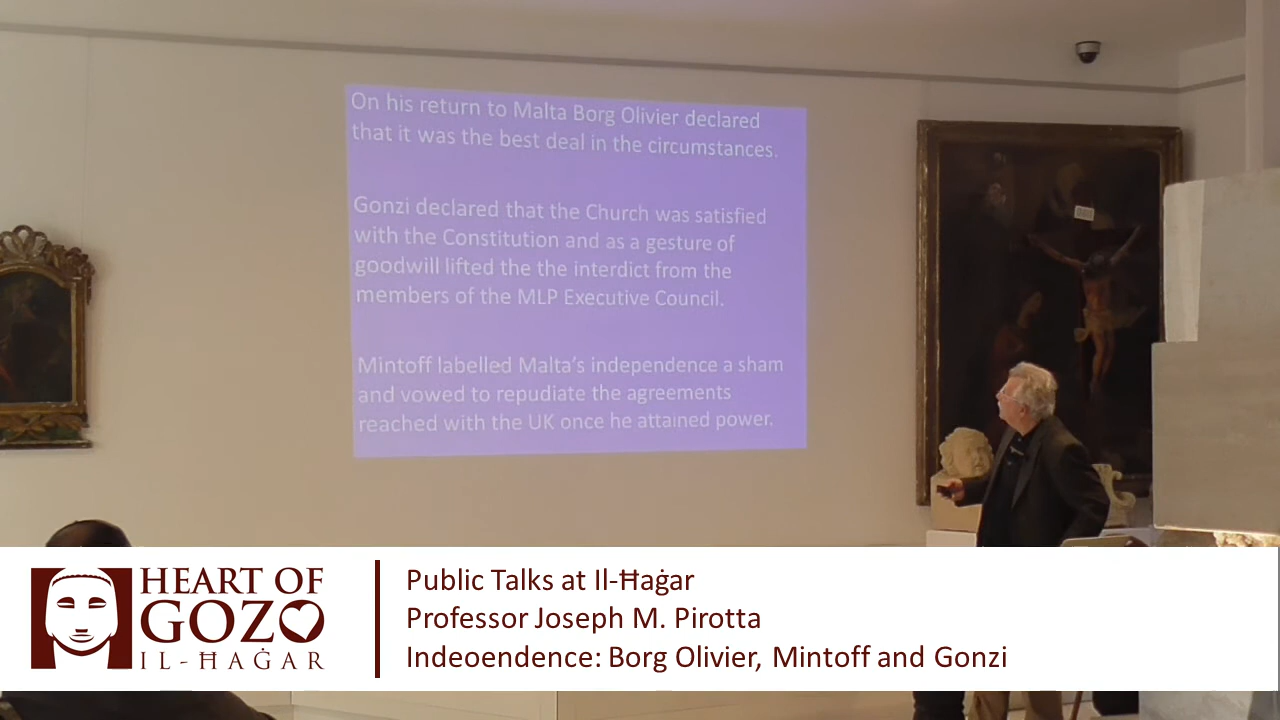 On his return to Malta Borg Olivier declared
that it was the best deal in the circumstances.
Gonzi declared that the Church was satisfied
with the Constitution and as a gesture of
goodwill lifted the the interdict from the
members of the MLP Executive Council.
Mintoff labelled Malta's independence a sham
and vowed to repudiate the agreements
reached with the UK once he attained power.
HEART OF
GOZO
IL-ĦAĠAR
Public Talks at Il-Ħaġar
Professor Joseph M. Pirotta
Indeoendence: Borg Olivier, Mintoff and Gonzi